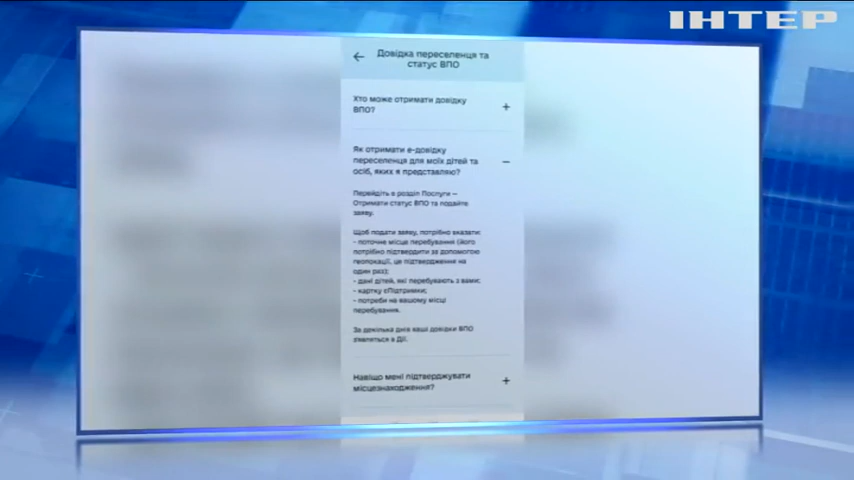 ІНТЕР
Довідка переселенця та
статус ВПО
Хто може отримати довідку
ВПО?
Як отримати е-довідку
переселенця для моїх дітей та
осіб, яких я представляю?
Перейдіть в розділ Послуги —
Отримати статус ВПО та подайте
заяву.
Щоб подати заяву, потрібно вказати:
- поточне місце перебування (його
потрібно підтвердити за допомогою
геолокації, це підтвердження на
один раз);
- дані дітей, які перебувають з вами;
- картку єПідтримки;
- потреби на вашому місці
перебування.
За декілька днів ваші довідки ВПО
зʼявляться в Дії.
Навіщо мені підтверджувати
місцезнаходження?